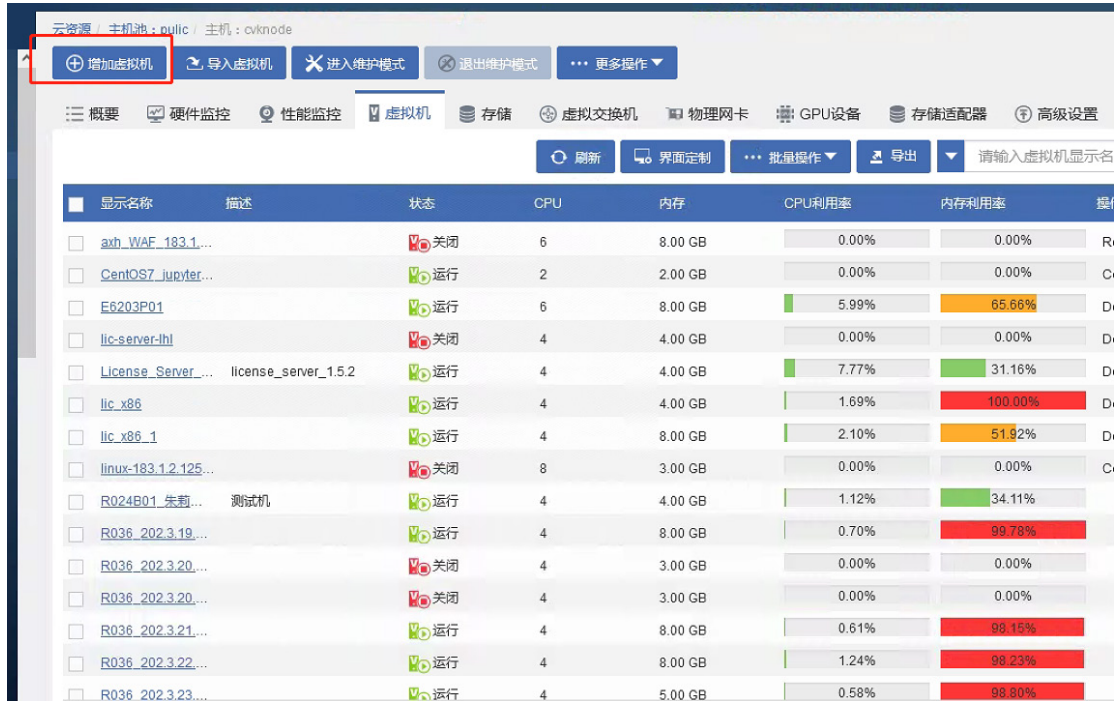 云资源 / 主机池：pulic / 主机：cvknode
增加虚拟机 导入虚拟机 进入维护模式 退出维护模式 ··· 更多操作
概要 硬件监控 性能监控 虚拟机 存储 虚拟交换机 物理网卡 GPU设备 存储适配器 高级设置
刷新 界面定制 ··· 批量操作 导出 请输入虚拟机显示名
显示名称 描述 状态 CPU 内存 CPU利用率 内存利用率 操
axh_WAF_183.1.... 关闭 6 8.00 GB 0.00% 0.00% Re
CentOS7_jupyter... 运行 2 2.00 GB 0.00% 0.00% Ce
E6203P01 运行 6 8.00 GB 5.99% 65.66% De
lic-server-lhl 关闭 4 4.00 GB 0.00% 0.00% De
License_Server_... license_server_1.5.2 运行 4 4.00 GB 7.77% 31.16% De
lic_x86 运行 4 4.00 GB 1.69% 100.00% De
lic_x86_1 运行 4 8.00 GB 2.10% 51.92% De
linux-183.1.2.125... 关闭 8 3.00 GB 0.00% 0.00% Ce
R024B01_朱莉... 测试机 运行 4 4.00 GB 1.12% 34.11%
R036_202.3.19.... 运行 4 8.00 GB 0.70% 99.78%
R036_202.3.20.... 关闭 4 3.00 GB 0.00% 0.00%
R036_202.3.20.... 关闭 4 3.00 GB 0.00% 0.00%
R036_202.3.21.... 运行 4 8.00 GB 0.61% 98.15%
R036_202.3.22.... 运行 4 8.00 GB 1.24% 98.23%
R036_202.3.23.... 运行 4 5.00 GB 0.58% 98.80%